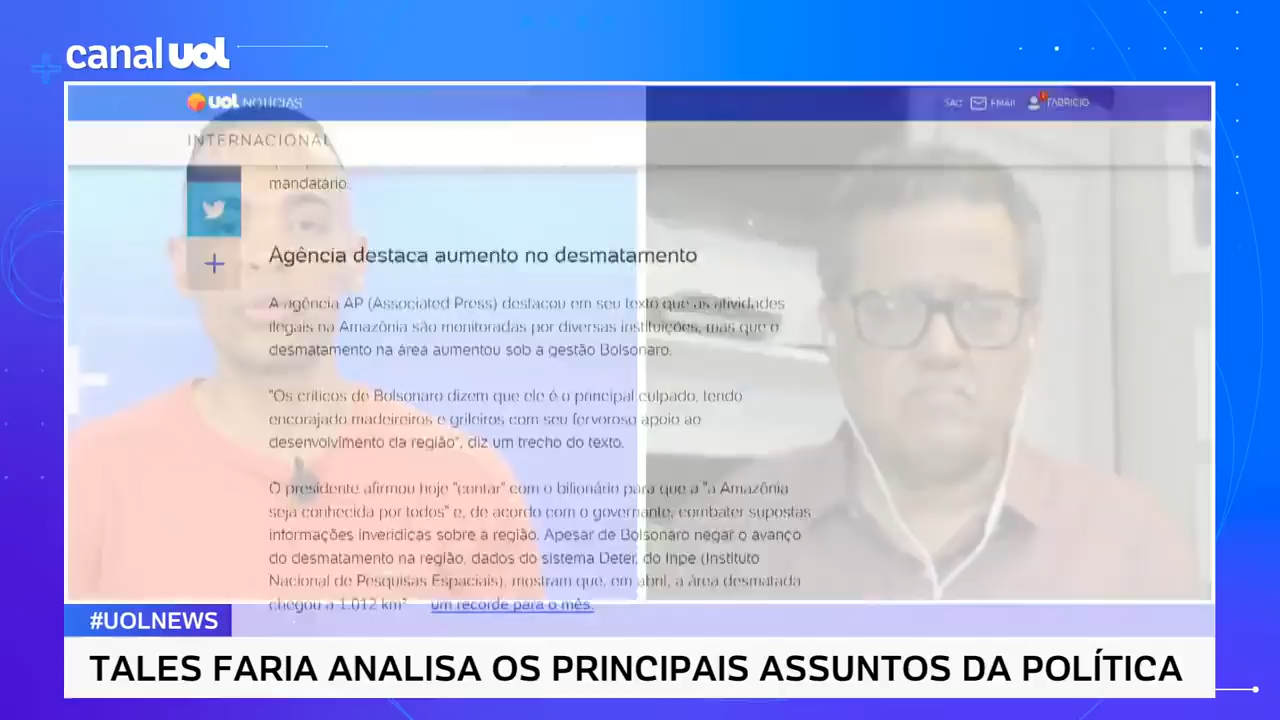 canal UOL
UOL NOTÍCIAS
SAC EMAIL FABRICIO
INTERNACIONAL
mandatário.
Agência destaca aumento no desmatamento
A agência AP (Associated Press) destacou em seu texto que as atividades
ilegais na Amazônia são monitoradas por diversas instituições, mas que o
desmatamento na área aumentou sob a gestão Bolsonaro.
"Os críticos de Bolsonaro dizem que ele é o principal culpado, tendo
encorajado madeireiros e grileiros com seu fervoroso apoio ao
desenvolvimento da região", diz um trecho do texto.
O presidente afirmou hoje "contar" com o bilionário para que a "a Amazônia
seja conhecida por todos" e, de acordo com o governante, combater supostas
informações inverídicas sobre a região. Apesar de Bolsonaro negar o avanço
do desmatamento na região, dados do sistema Deter, do Inpe (Instituto
Nacional de Pesquisas Espaciais), mostram que, em abril, a área desmatada
chegou a 1.012 km² um recorde para o mês.
#UOLNEWS
TALES FARIA ANALISA OS PRINCIPAIS ASSUNTOS DA POLÍTICA